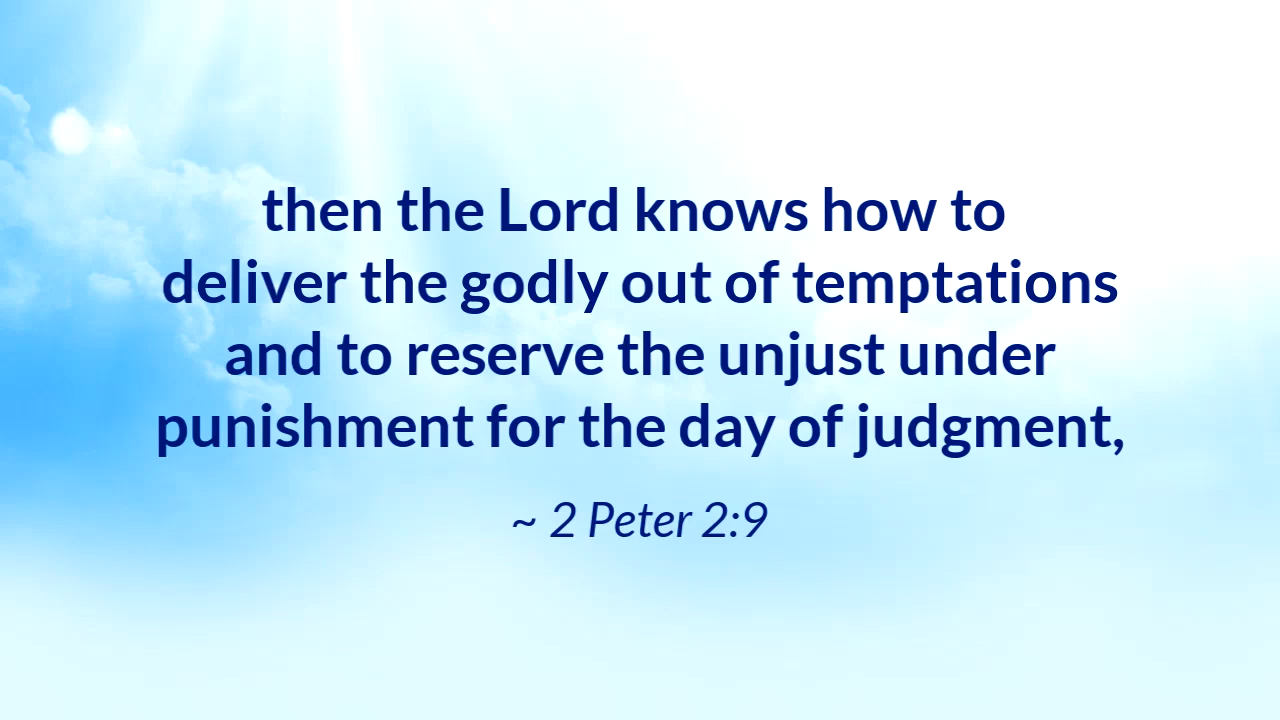 then the Lord knows how to
deliver the godly out of temptations
and to reserve the unjust under
punishment for the day of judgment,
~ 2 Peter 2:9